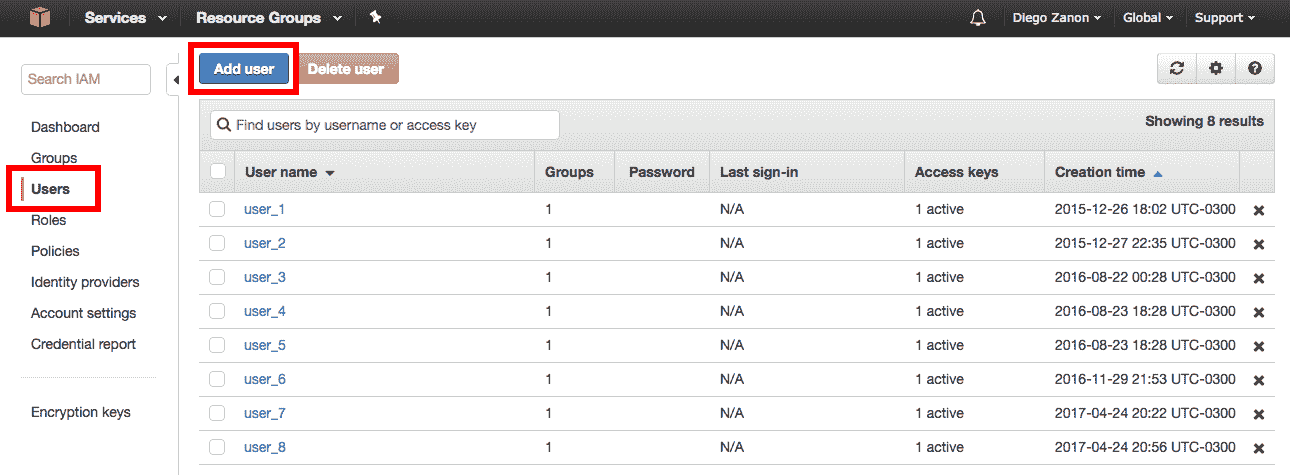 Services Resource Groups Diego Zanon Global Support
Search IAM
Add user Delete user
Dashboard
Groups
Users
Roles
Policies
Identity providers
Account settings
Credential report
Encryption keys
Find users by username or access key Showing 8 results
User name Groups Password Last sign-in Access keys Creation time
user_1 1 N/A 1 active 2015-12-26 18:02 UTC-0300
user_2 1 N/A 1 active 2015-12-27 22:35 UTC-0300
user_3 1 N/A 1 active 2016-08-22 00:28 UTC-0300
user_4 1 N/A 1 active 2016-08-23 18:28 UTC-0300
user_5 1 N/A 1 active 2016-08-23 18:28 UTC-0300
user_6 1 N/A 1 active 2016-11-29 21:53 UTC-0300
user_7 1 N/A 1 active 2017-04-24 20:22 UTC-0300
user_8 1 N/A 1 active 2017-04-24 20:56 UTC-0300